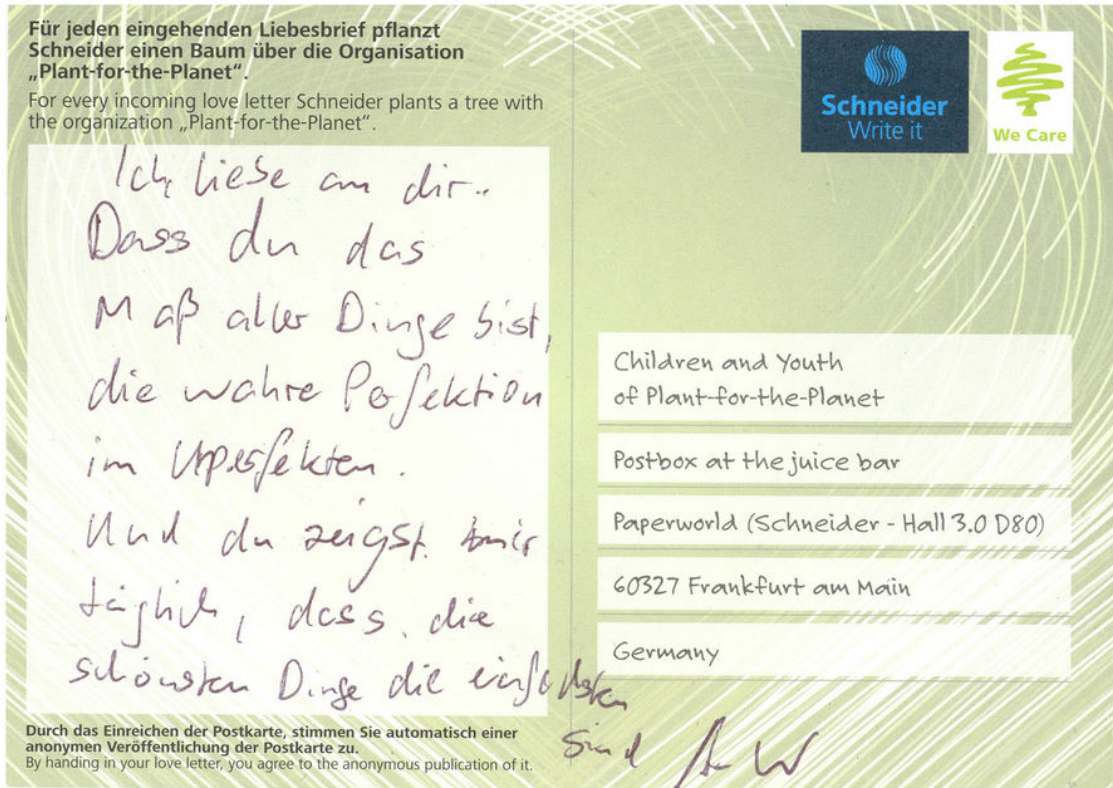 Für jeden eingehenden Liebesbrief pflanzt
Schneider einen Baum über die Organisation
„Plant-for-the-Planet“.
For every incoming love letter Schneider plants a tree with
the organization „Plant-for-the-Planet“.
Schneider
Write it
We Care
Ich liebe an dir..
Dass du das
Maß aller Dinge bist,
die wahre Perfektion
im Unperfekten.
Und du zeigst mir
täglich, dass die
schönsten Dinge die einfachsten
sind
Children and Youth
of Plant-for-the-Planet
Postbox at the juice bar
Paperworld (Schneider - Hall 3.0 D80)
60327 Frankfurt am Main
Germany
Durch das Einreichen der Postkarte, stimmen Sie automatisch einer
anonymen Veröffentlichung der Postkarte zu.
By handing in your love letter, you agree to the anonymous publication of it.